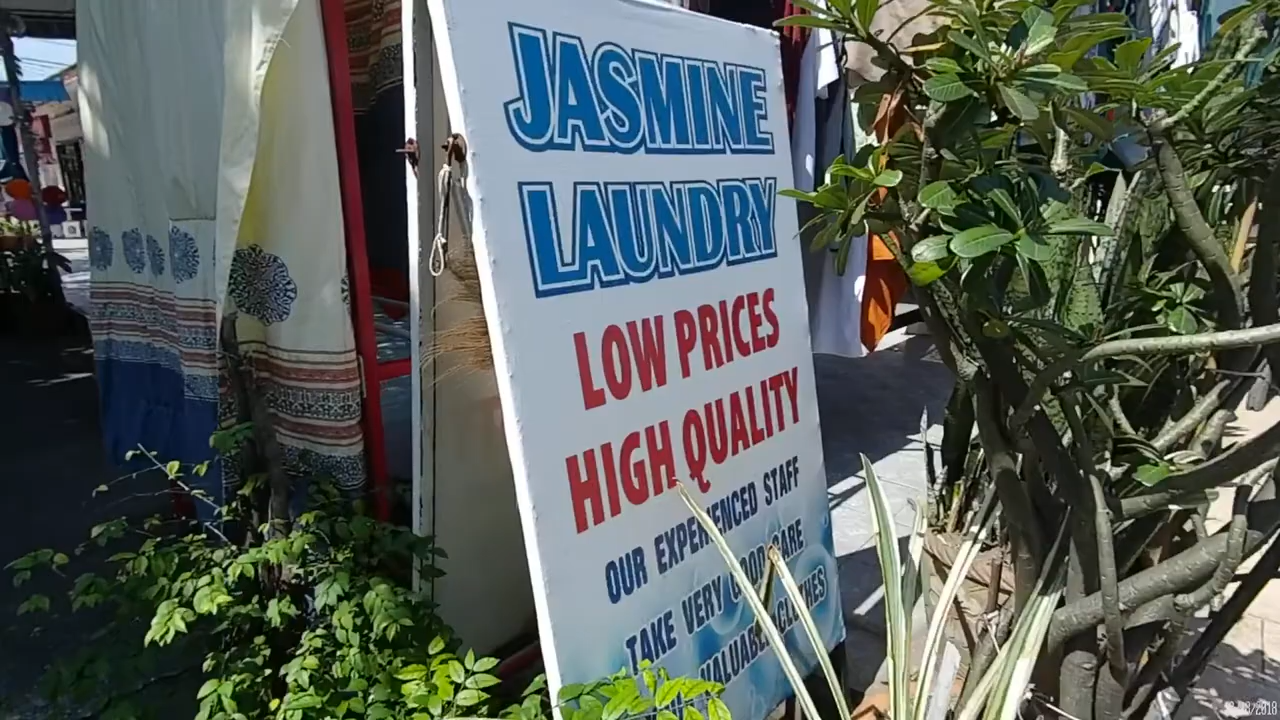 JASMINE
LAUNDRY
LOW PRICES
HIGH QUALITY
OUR EXPERIENCED STAFF
TAKE VERY GOOD CARE
VALUABLE CLOTHES